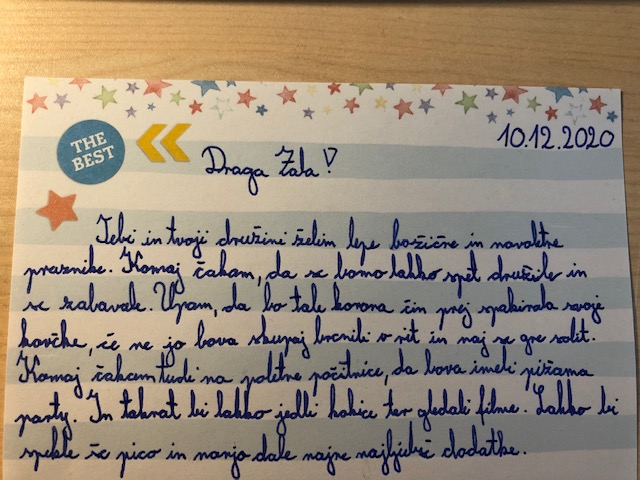 10.12.2020
THE
BEST
Draga Zala!
Tebi in tvoji družini želim lepe božične in novoletne
praznike. Komaj čakam, da se bomo lahko spet družile in
se zabavale. Upam, da bo tale korona čin prej spakirala svoje
kovčke, če ne jo bova skupaj brcnili v rit in naj se gre solit.
Komaj čakam tudi na poletne počitnice, da bova imeli pižama
party. In takrat bi lahko jedli kokice ter gledali filme. Lahko bi
spekle še pico in nanjo dale najne najljubše dodatke.